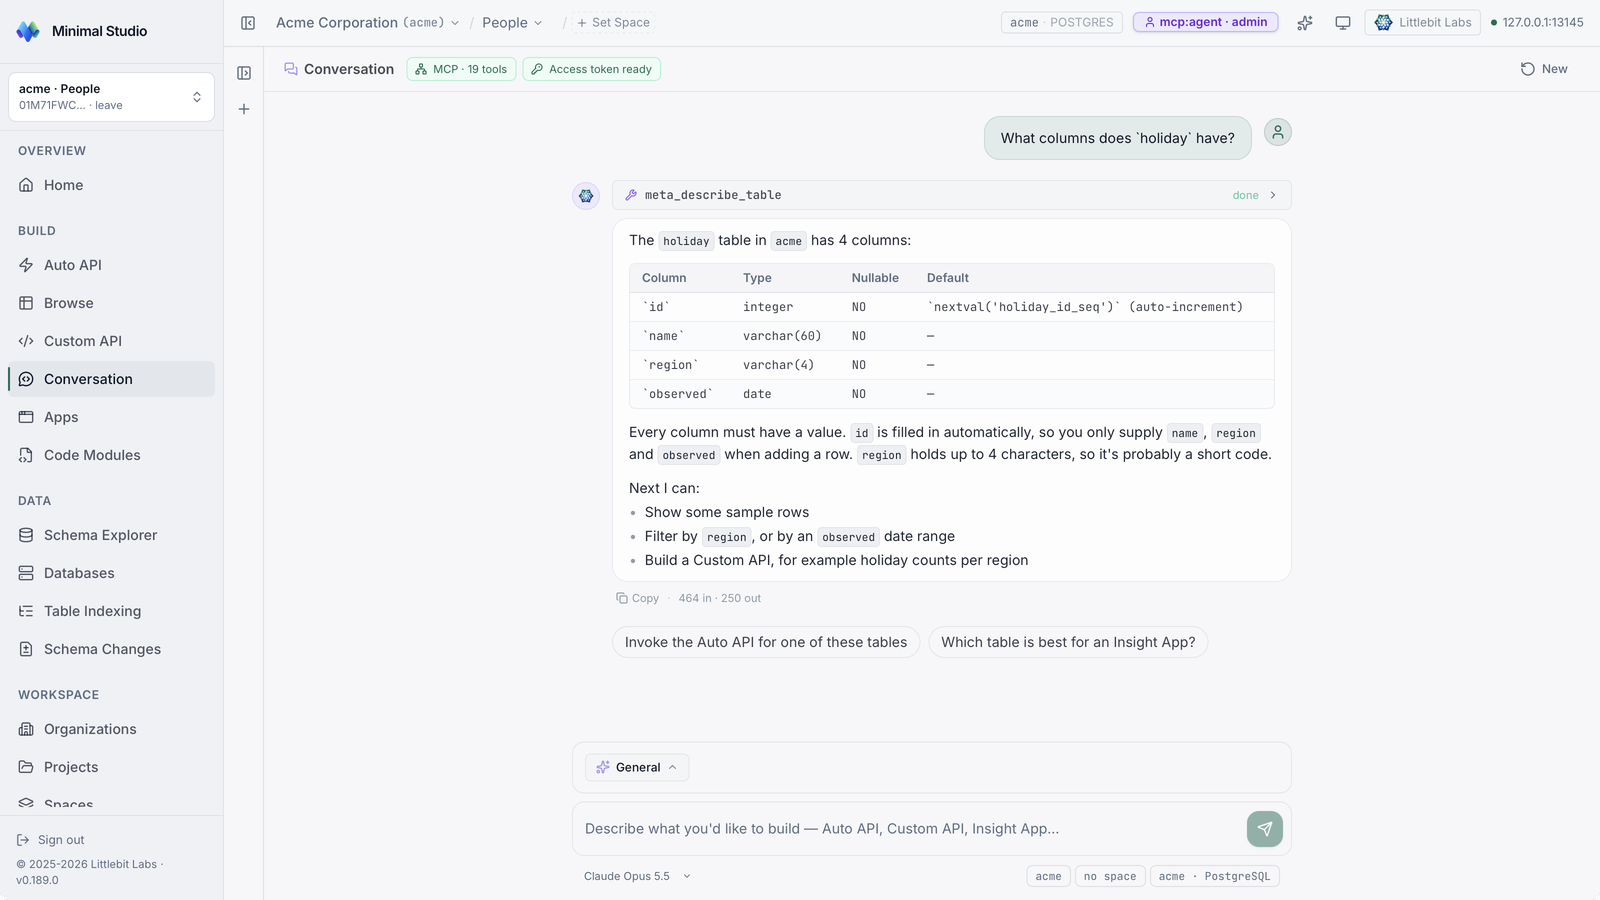 Minimal Studio
Acme Corporation (acme) / People / + Set Space
acme · POSTGRES
mcp:agent · admin
Littlebit Labs
127.0.0.1:13145
acme · People
01M71FWC... · leave
OVERVIEW
Home
BUILD
Auto API
Browse
Custom API
Conversation
Apps
Code Modules
DATA
Schema Explorer
Databases
Table Indexing
Schema Changes
WORKSPACE
Organizations
Projects
Spaces
Sign out
© 2025-2026 Littlebit Labs ·
v0.189.0
Conversation
MCP · 19 tools
Access token ready
New
What columns does `holiday` have?
meta_describe_table
done
The holiday table in acme has 4 columns:
Column Type Nullable Default
`id` integer NO `nextval('holiday_id_seq')` (auto-increment)
`name` varchar(60) NO —
`region` varchar(4) NO —
`observed` date NO —
Every column must have a value. id is filled in automatically, so you only supply name, region
and observed when adding a row. region holds up to 4 characters, so it's probably a short code.
Next I can:
• Show some sample rows
• Filter by region, or by an observed date range
• Build a Custom API, for example holiday counts per region
Copy · 464 in · 250 out
Invoke the Auto API for one of these tables
Which table is best for an Insight App?
General
Describe what you'd like to build — Auto API, Custom API, Insight App...
Claude Opus 5.5
acme
no space
acme · PostgreSQL